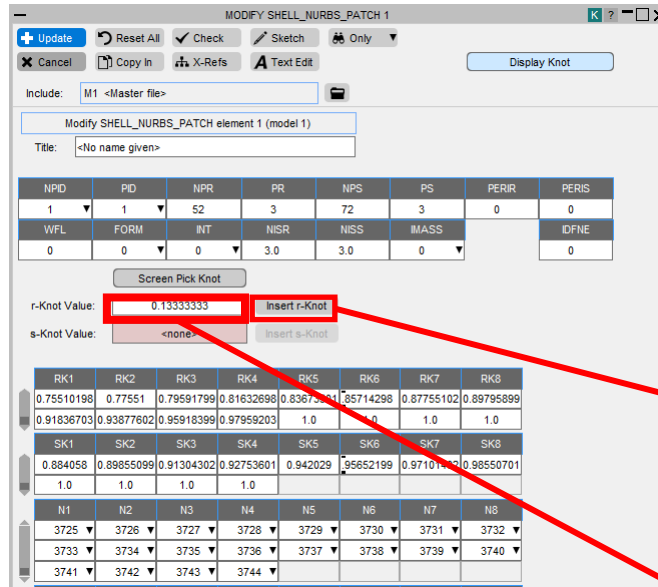 MODIFY SHELL_NURBS_PATCH 1 K ?
Update Reset All Check Sketch Only
Cancel Copy In X-Refs Text Edit Display Knot
Include: M1 <Master file>
Modify SHELL_NURBS_PATCH element 1 (model 1)
Title: <No name given>
NPID PID NPR PR NPS PS PERIR PERIS
1 1 52 3 72 3 0 0
WFL FORM INT NISR NISS IMASS IDFNE
0 0 0 3.0 3.0 0 0
Screen Pick Knot
r-Knot Value: 0.13333333 Insert r-Knot
s-Knot Value: <none> Insert s-Knot
RK1 RK2 RK3 RK4 RK5 RK6 RK7 RK8
0.75510198 0.77551 0.79591799 0.81632698 .85714298 0.87755102 0.89795899
0.91836703 0.93877602 0.95918399 0.97959203 1.0 1.0 1.0 1.0
SK1 SK2 SK3 SK4 SK5 SK6 SK7 SK8
0.884058 0.89855099 0.91304302 0.92753601 0.942029 .95652199 0.98550701
1.0 1.0 1.0 1.0
N1 N2 N3 N4 N5 N6 N7 N8
3725 3726 3727 3728 3729 3730 3731 3732
3733 3734 3735 3736 3737 3738 3739 3740
3741 3742 3743 3744